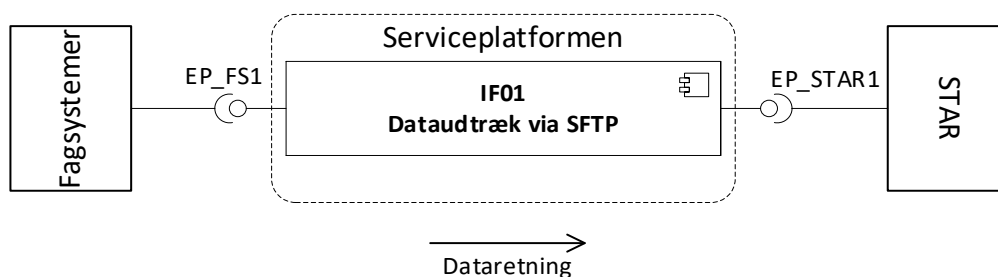 Serviceplatformen
Fagsystemer
EP_FS1
IF01
Dataudtræk via SFTP
EP_STAR1
STAR
Dataretning